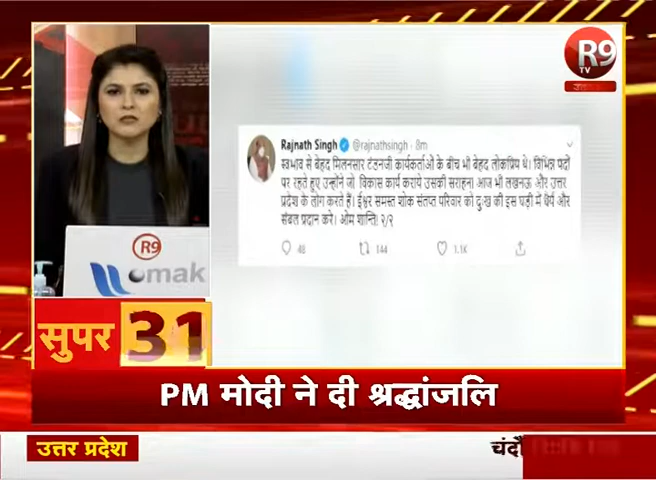 R9
TV
Rajnath Singh @rajnathsingh · 8m
स्वभाव से बेहद मिलनसार टंडनजी कार्यकर्ताओं के बीच भी बेहद लोकप्रिय थे। विभिन्न पदों
पर रहते हुए उन्होंने जो विकास कार्य कराये उसकी सराहना आज भी लखनऊ और उत्तर
प्रदेश के लोग करते हैं। ईश्वर समस्त शोक संतप्त परिवार को दुःख की इस घड़ी में धैर्य और
संबल प्रदान करे। ओम शान्ति! २/२
48 144 1.1K
R9
omak
सुपर 31
PM मोदी ने दी श्रद्धांजलि
R9
उत्तर प्रदेश